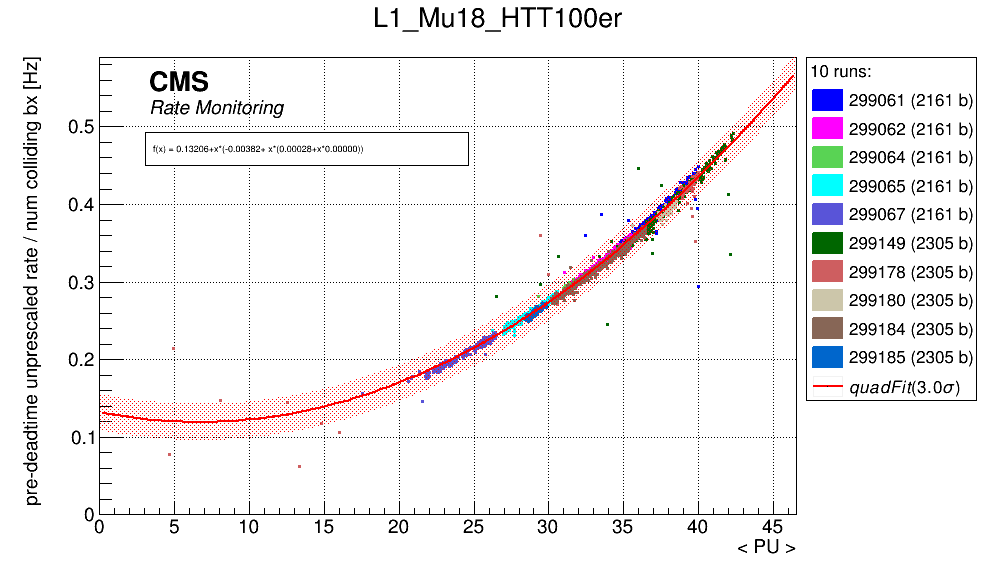 L1_Mu18_HTT100er
pre-deadtime unprescaled rate / num colliding bx [Hz]
CMS
Rate Monitoring
f(x) = 0.13206+x*(-0.00382+ x*(0.00028+x*0.00000))
0.5
0.4
0.3
0.2
0.1
0
0 5 10 15 20 25 30 35 40 45
< PU >
10 runs:
299061 (2161 b)
299062 (2161 b)
299064 (2161 b)
299065 (2161 b)
299067 (2161 b)
299149 (2305 b)
299178 (2305 b)
299180 (2305 b)
299184 (2305 b)
299185 (2305 b)
quadFit(3.0σ)